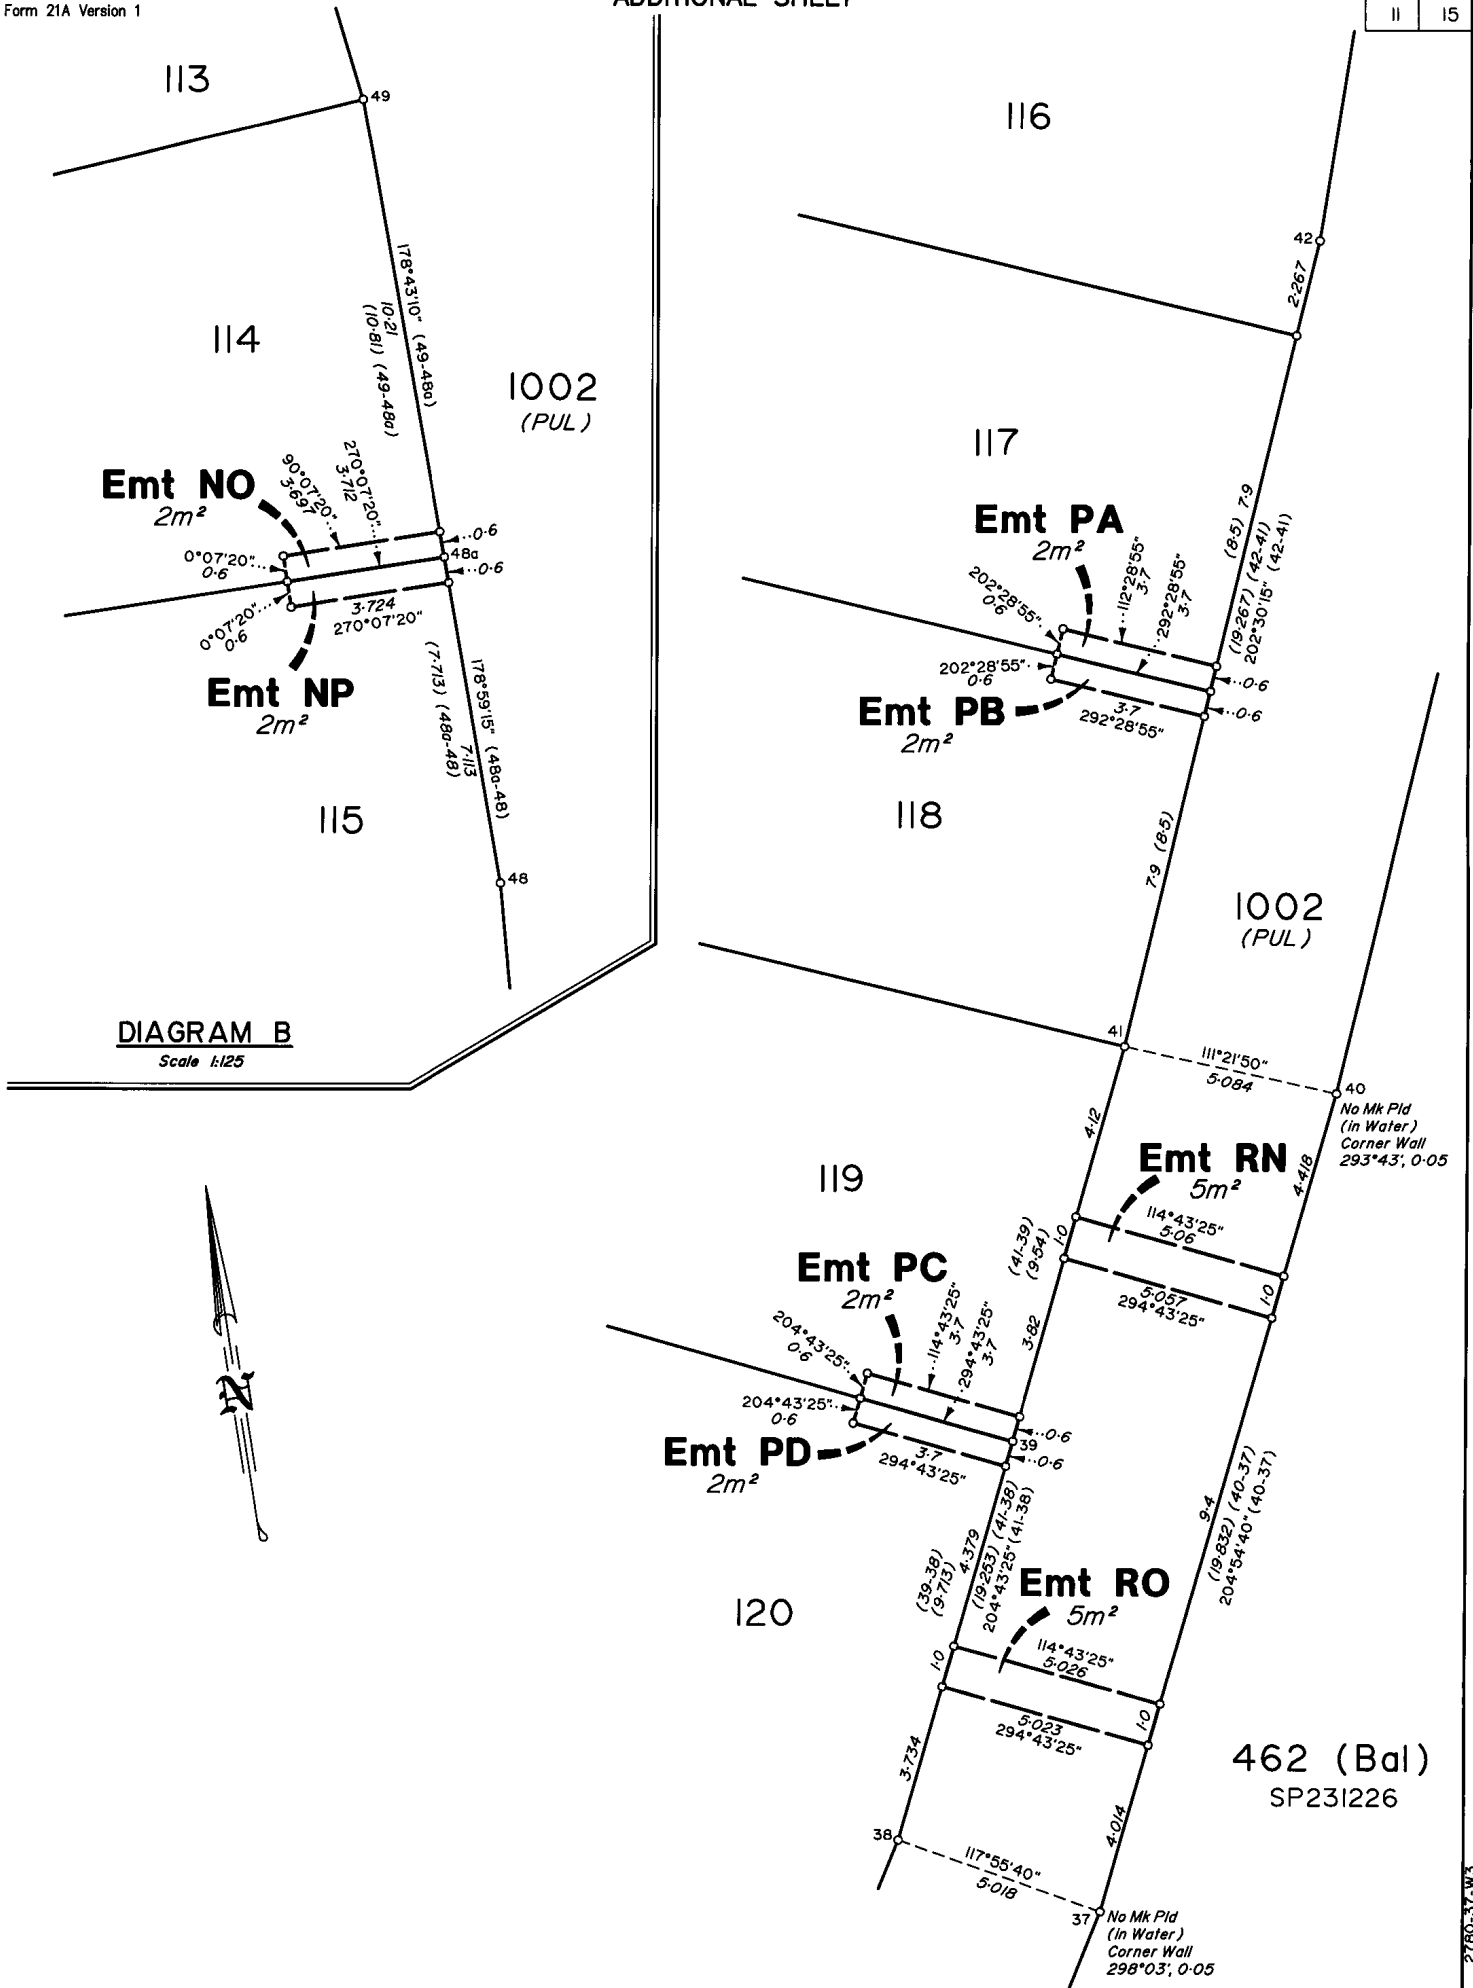 Form 21A Version 1
ADDITIONAL SHEET
11 15
113
49
178°43'10" (49-48a)
10·21
(10·81) (49-48a)
114
1002
(PUL)
Emt NO
2m²
90°07'20"
3·697
270°07'20"
3·712
0·6
48a
0·6
0°07'20"
0·6
0°07'20"
0·6
3·724
270°07'20"
Emt NP
2m²
178°59'15" (48a-48)
7·113
(7·713) (48a-48)
115
48
DIAGRAM B
Scale 1:125
116
42
2·267
117
(8·5) 7·9
(19·267) (42-41)
202°30'15" (42-41)
Emt PA
2m²
112°28'55"
3·7
292°28'55"
3·7
202°28'55"
0·6
202°28'55"
0·6
0·6
0·6
3·7
292°28'55"
Emt PB
2m²
118
7·9 (8·5)
1002
(PUL)
41
111°21'50"
5·084
40
No Mk Pld
(in Water)
Corner Wall
293°43', 0·05
4·12
4·418
119
Emt RN
5m²
114°43'25"
5·06
1·0
(41-39)
(9·54)
5·057
294°43'25"
1·0
Emt PC
2m²
114°43'25"
3·7
294°43'25"
3·7
3·82
204°43'25"
0·6
204°43'25"
0·6
0·6
39
0·6
3·7
294°43'25"
Emt PD
2m²
N
(39-38)
(9·713)
4·379
(19·253) (41-38)
204°43'25" (41-38)
9·4
(19·832) (40-37)
204°54'40" (40-37)
120
Emt RO
5m²
114°43'25"
5·026
1·0
5·023
294°43'25"
1·0
462 (Bal)
SP231226
3·734
4·014
38
117°55'40"
5·018
37
No Mk Pld
(in Water)
Corner Wall
298°03', 0·05
2780-37-W3